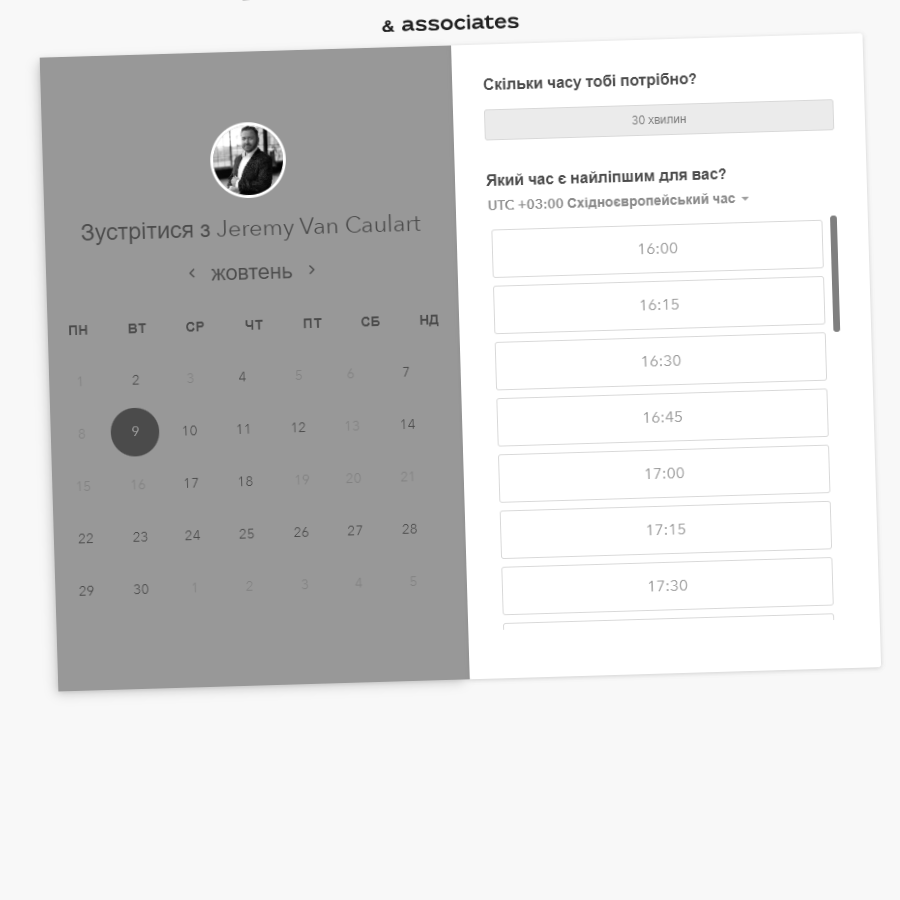 & associates
Зустрітися з Jeremy Van Caulart
жовтень
ПН ВТ СР ЧТ ПТ СБ НД
1 2 3 4 5 6 7
8 9 10 11 12 13 14
15 16 17 18 19 20 21
22 23 24 25 26 27 28
29 30 1 2 3 4 5
Скільки часу тобі потрібно?
30 хвилин
Який час є найліпшим для вас?
UTC +03:00 Східноєвропейський час
16:00
16:15
16:30
16:45
17:00
17:15
17:30